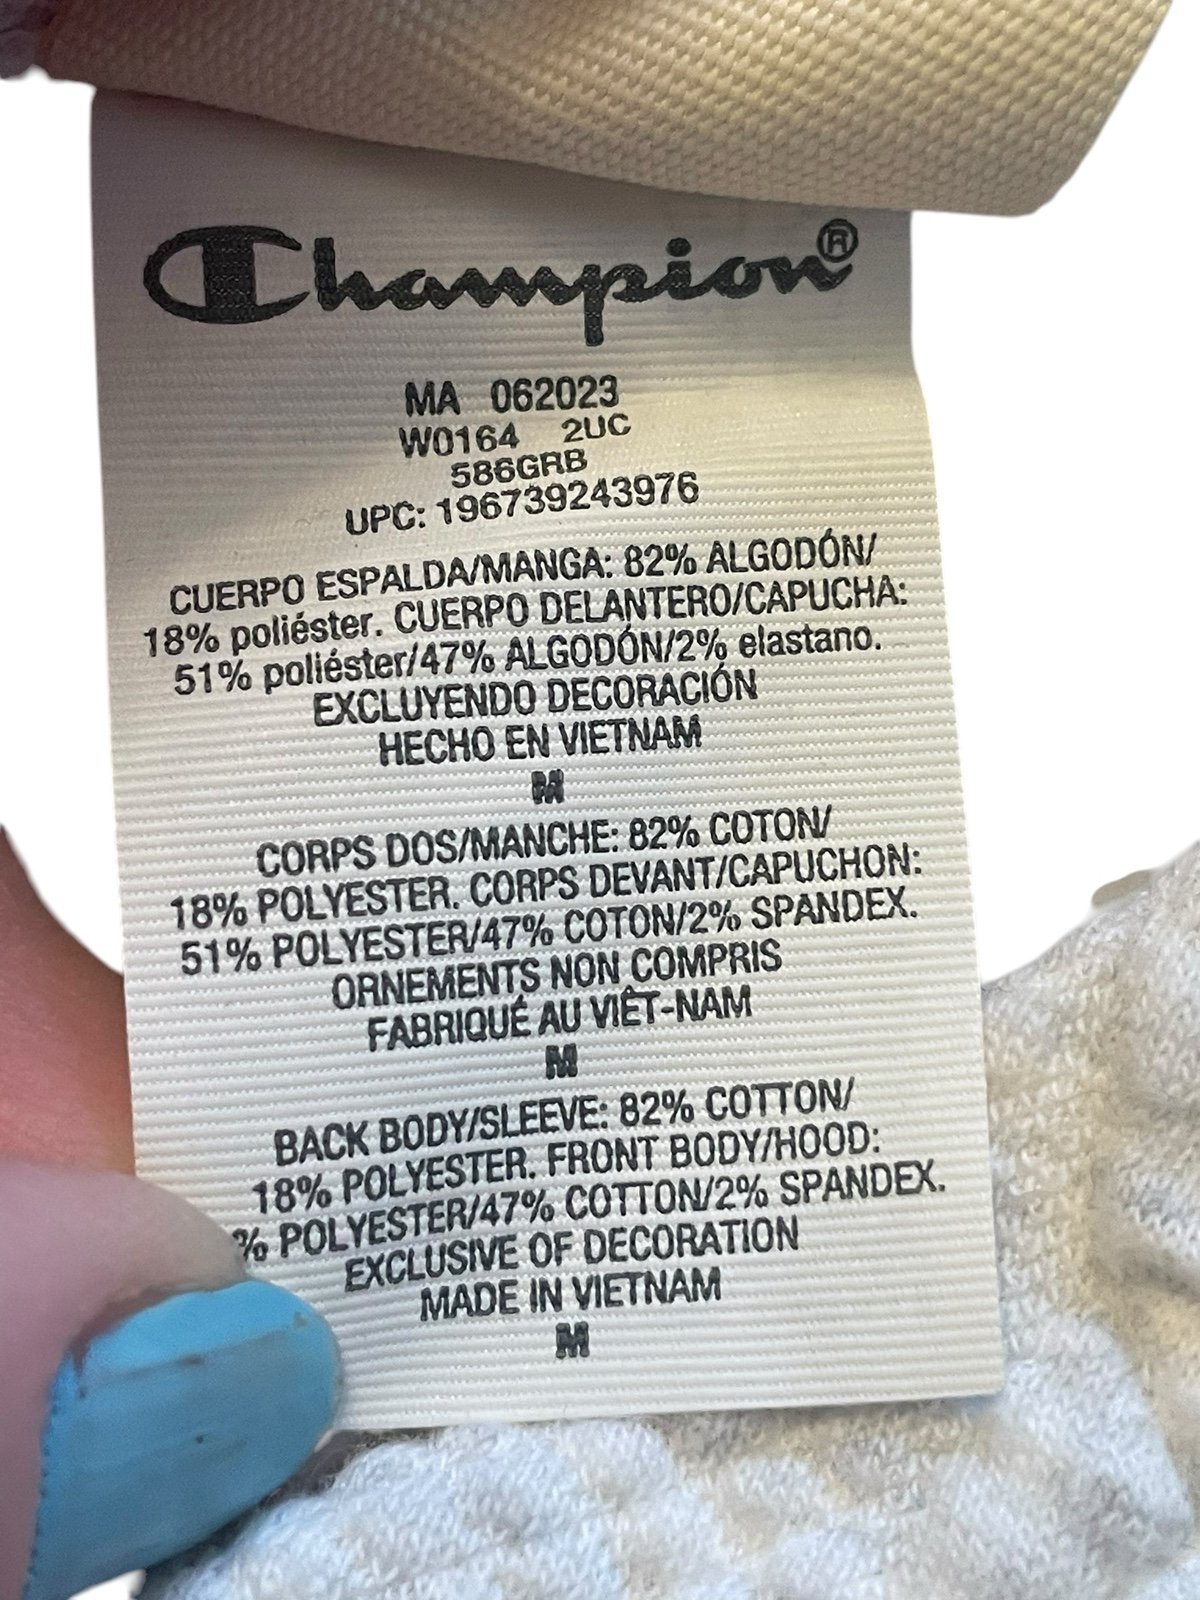 Champion®
MA 062023
W0164 2UC
586GRB
UPC: 196739243976
CUERPO ESPALDA/MANGA: 82% ALGODÓN/
18% poliéster. CUERPO DELANTERO/CAPUCHA:
51% poliéster/47% ALGODÓN/2% elastano.
EXCLUYENDO DECORACIÓN
HECHO EN VIETNAM
M
CORPS DOS/MANCHE: 82% COTON/
18% POLYESTER. CORPS DEVANT/CAPUCHON:
51% POLYESTER/47% COTON/2% SPANDEX.
ORNEMENTS NON COMPRIS
FABRIQUÉ AU VIÊT-NAM
M
BACK BODY/SLEEVE: 82% COTTON/
18% POLYESTER. FRONT BODY/HOOD:
% POLYESTER/47% COTTON/2% SPANDEX.
EXCLUSIVE OF DECORATION
MADE IN VIETNAM
M